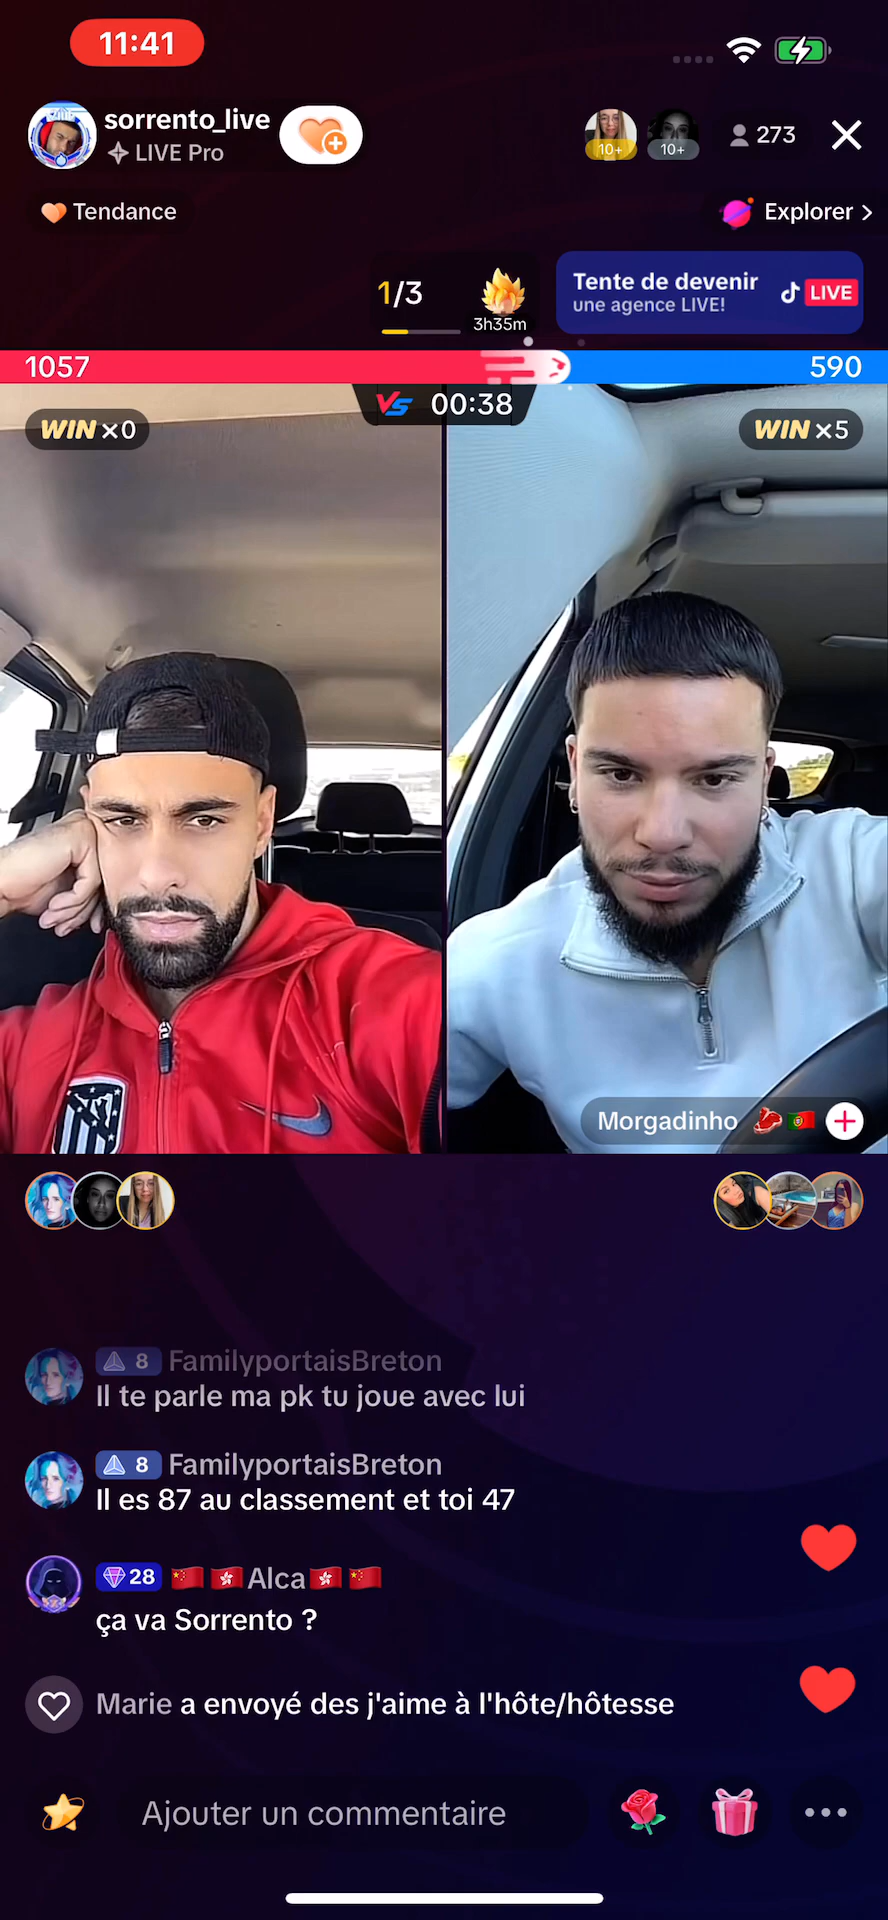 11:41
sorrento_live
LIVE Pro
10+
10+
273
Tendance
Explorer
1/3
3h35m
Tente de devenir
une agence LIVE!
LIVE
1057
590
VS 00:38
WIN x0
WIN x5
Morgadinho
8 FamilyportaisBreton
Il te parle ma pk tu joue avec lui
8 FamilyportaisBreton
Il es 87 au classement et toi 47
28 🇨🇳🇭🇰Alca🇭🇰🇨🇳
ça va Sorrento ?
Marie a envoyé des j'aime à l'hôte/hôtesse
Ajouter un commentaire